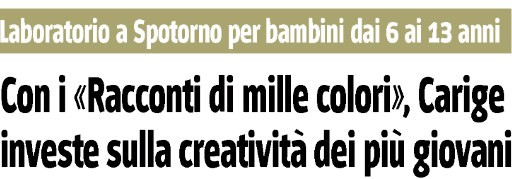 Laboratorio a Spotorno per bambini dai 6 ai 13 anni
Con i «Racconti di mille colori», Carige
investe sulla creatività dei più giovani